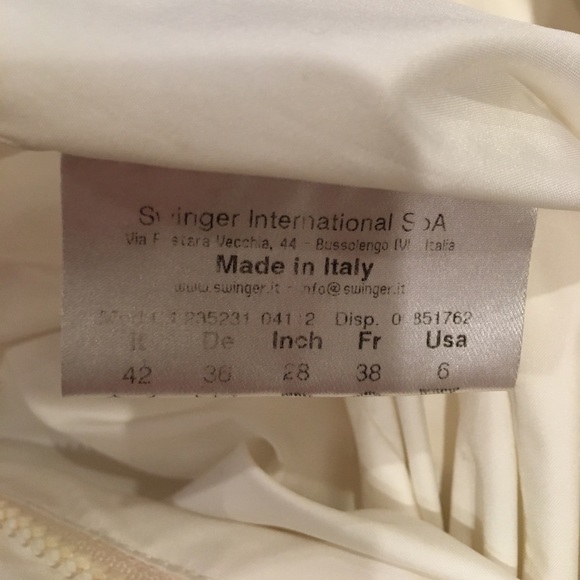 Swinger International SpA
Via Vecchia, 44 - Bussolengo (V Italia
Made in Italy
www.swinger.it - info@swinger.it
041 2 Disp. 0 851762
It De Inch Fr Usa
42 36 28 38 6